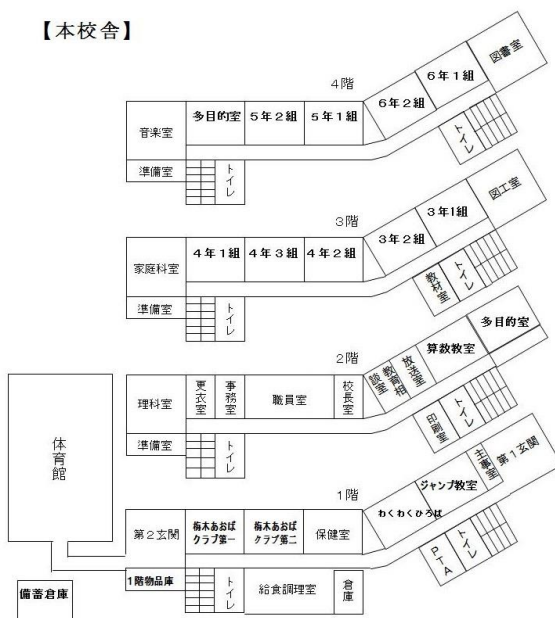 【本校舎】
4階
音楽室
多目的室
5年2組
5年1組
6年2組
6年1組
図書室
準備室
トイレ
トイレ
3階
家庭科室
4年1組
4年3組
4年2組
3年2組
3年1組
図工室
準備室
トイレ
教材室
トイレ
2階
理科室
更衣室
事務室
職員室
校長室
教育相
談室
放送室
算数教室
多目的室
準備室
トイレ
印刷室
トイレ
体育館
1階
第2玄関
梅木あおば
クラブ第一
梅木あおば
クラブ第二
保健室
わくわくひろば
ジャンプ教室
主事室
第1玄関
1階物品庫
トイレ
給食調理室
倉庫
PTA
トイレ
備蓄倉庫